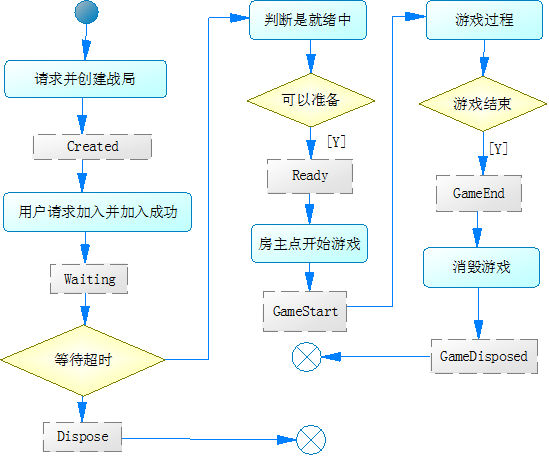 请求并创建战局
Created
用户请求加入并加入成功
Waiting
等待超时
Dispose
判断是就绪中
可以准备
[Y]
Ready
房主点开始游戏
GameStart
游戏过程
游戏结束
[Y]
GameEnd
消毁游戏
GameDisposed